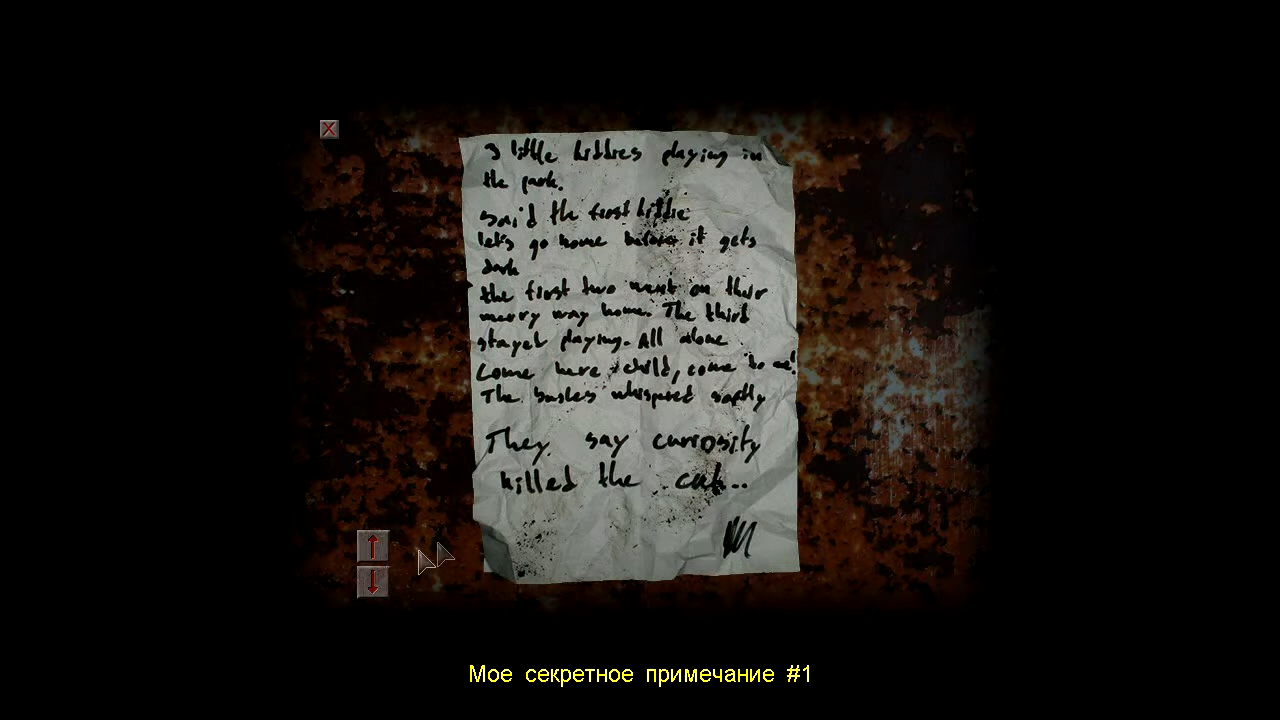 3 little kiddies playing in
the park.
said the first kiddie
let's go home before it gets
dark
the first two went on their
merry way home. The third
stayed playing. All alone
Come here child, come to me!
The bushes whispered softly
They say curiosity
killed the cat..
Мое секретное примечание #1